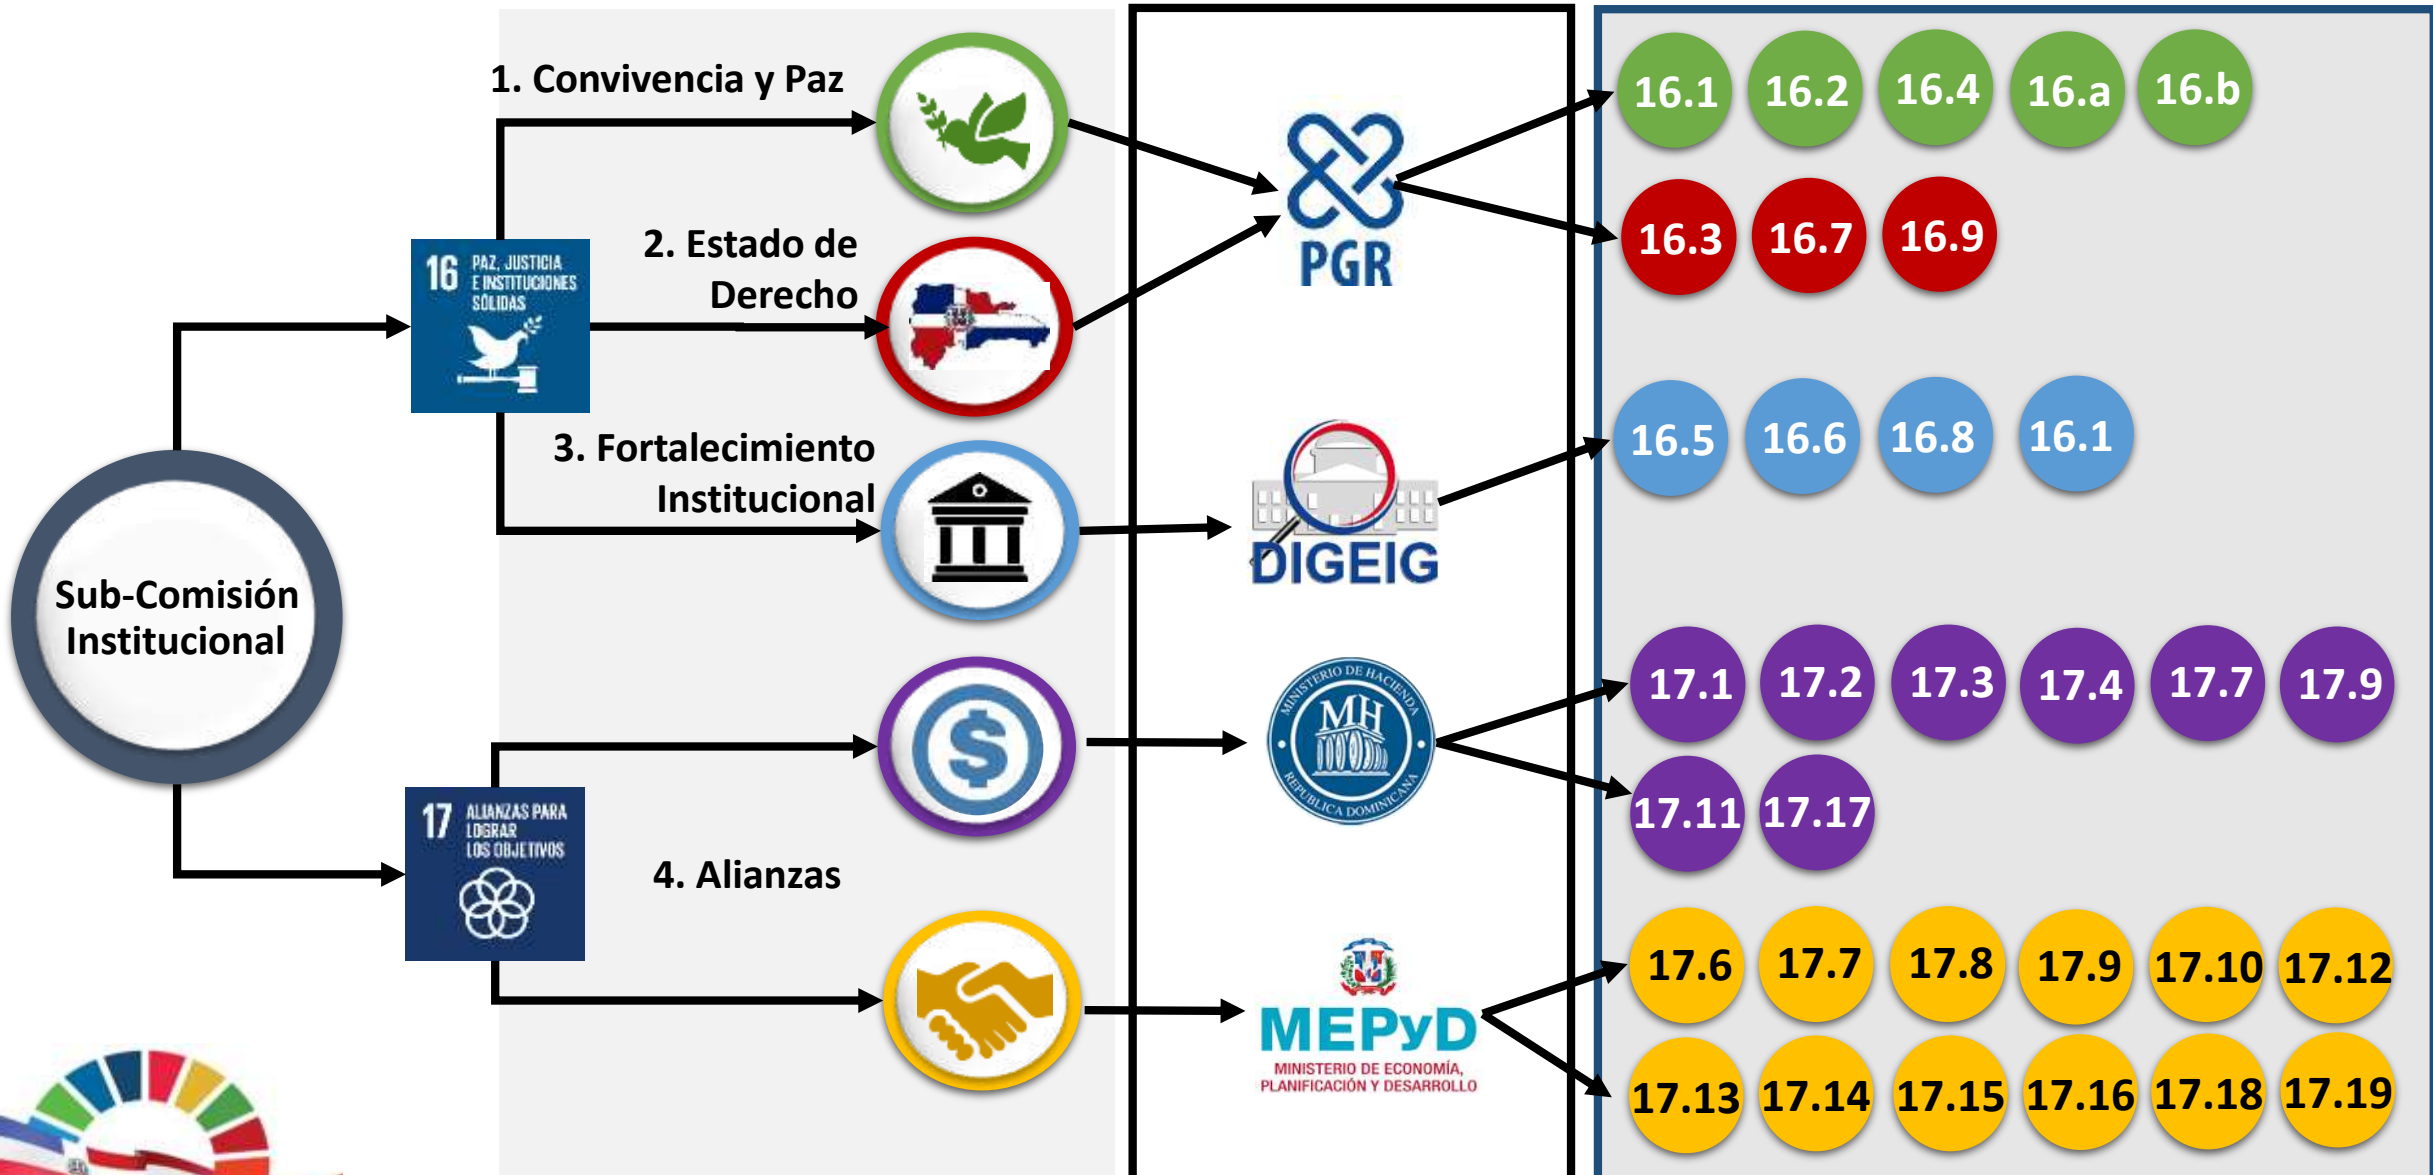 1. Convivencia y Paz
16.1 16.2 16.4 16.a 16.b
PGR
2. Estado de
Derecho
16.3 16.7 16.9
16 PAZ, JUSTICIA
E INSTITUCIONES
SÓLIDAS
3. Fortalecimiento
Institucional
DIGEIG
16.5 16.6 16.8 16.1
Sub-Comisión
Institucional
MINISTERIO DE HACIENDA
MH
REPUBLICA DOMINICANA
17.1 17.2 17.3 17.4 17.7 17.9
17.11 17.17
17 ALIANZAS PARA
LOGRAR
LOS OBJETIVOS
4. Alianzas
MEPyD
MINISTERIO DE ECONOMÍA,
PLANIFICACIÓN Y DESARROLLO
17.6 17.7 17.8 17.9 17.10 17.12
17.13 17.14 17.15 17.16 17.18 17.19